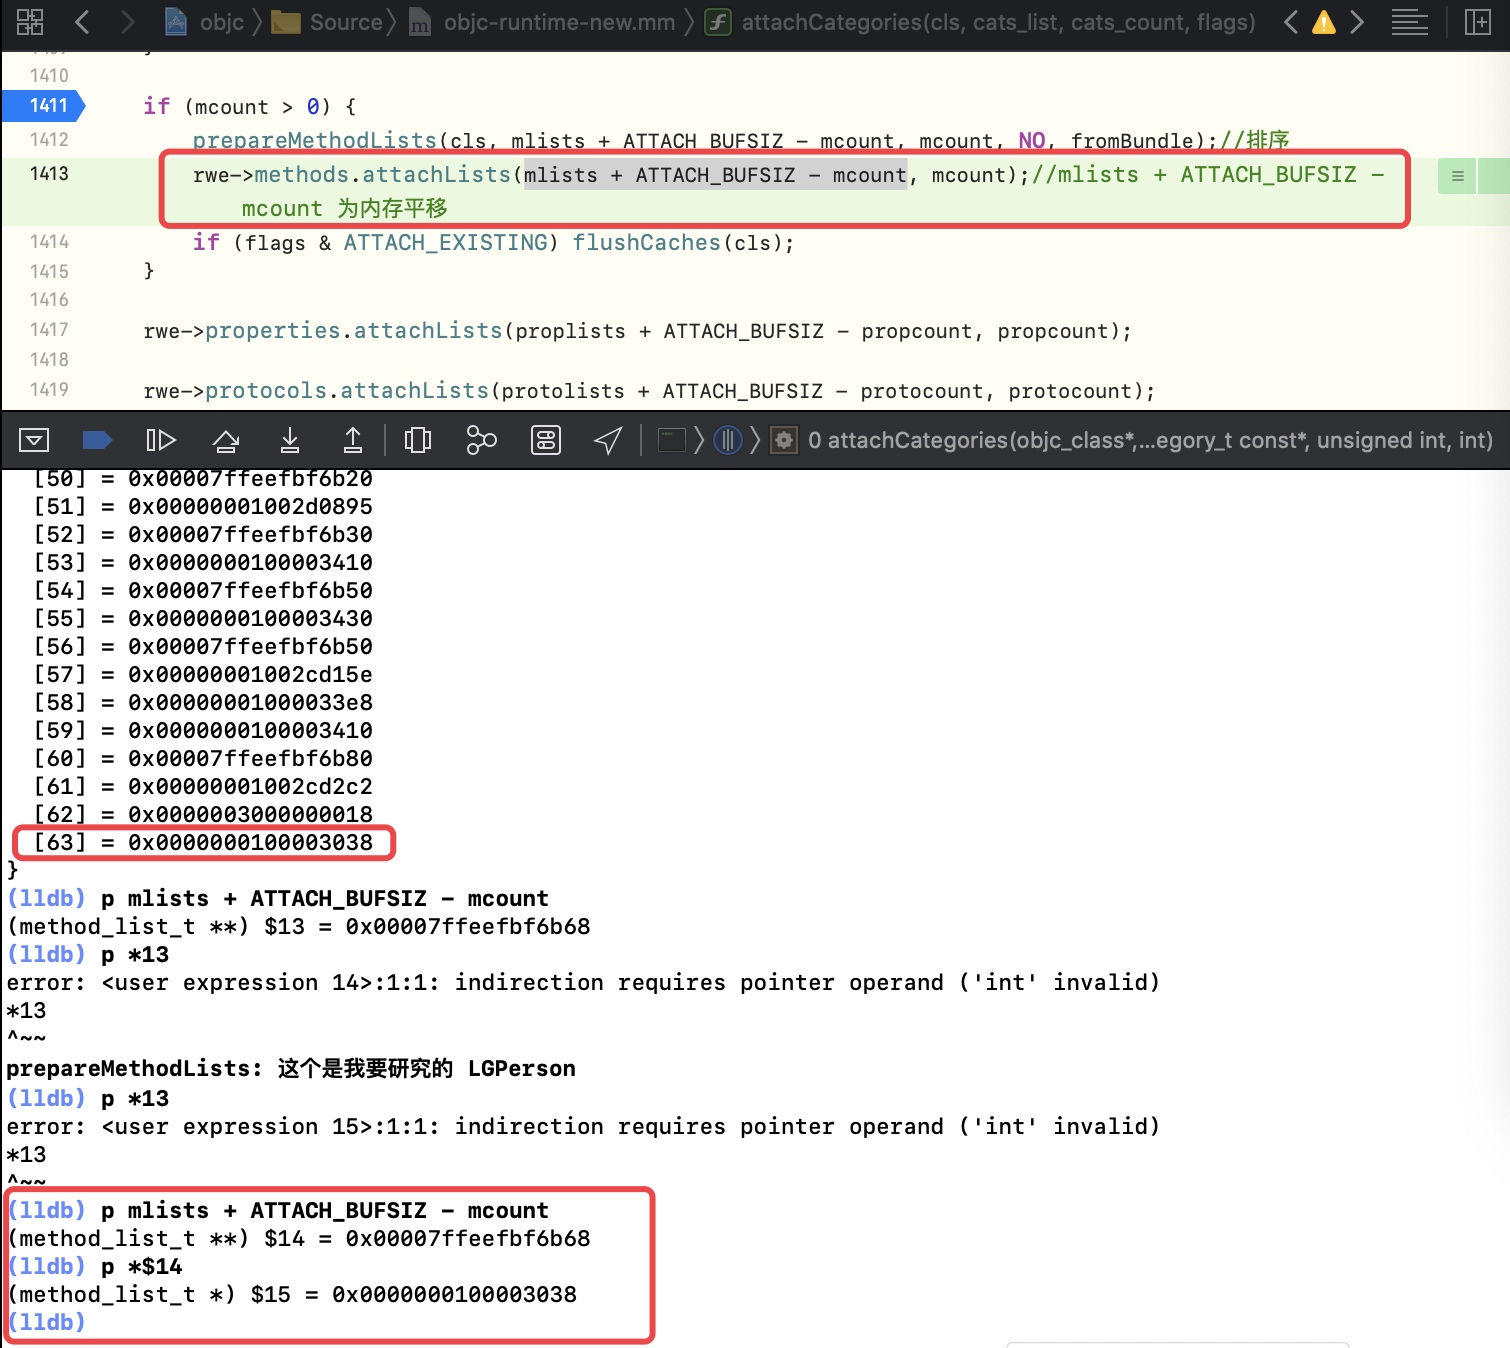 objc Source objc-runtime-new.mm attachCategories(cls, cats_list, cats_count, flags)
1410
1411 if (mcount > 0) {
1412 prepareMethodLists(cls, mlists + ATTACH_BUFSIZ - mcount, mcount, NO, fromBundle);//排序
1413 rwe->methods.attachLists(mlists + ATTACH_BUFSIZ - mcount, mcount);//mlists + ATTACH_BUFSIZ -
mcount 为内存平移
1414 if (flags & ATTACH_EXISTING) flushCaches(cls);
1415 }
1416
1417 rwe->properties.attachLists(proplists + ATTACH_BUFSIZ - propcount, propcount);
1418
1419 rwe->protocols.attachLists(protolists + ATTACH_BUFSIZ - protocount, protocount);
0 attachCategories(objc_class*,...egory_t const*, unsigned int, int)
[50] = 0x00007ffeefbf6b20
[51] = 0x00000001002d0895
[52] = 0x00007ffeefbf6b30
[53] = 0x0000000100003410
[54] = 0x00007ffeefbf6b50
[55] = 0x0000000100003430
[56] = 0x00007ffeefbf6b50
[57] = 0x00000001002cd15e
[58] = 0x00000001000033e8
[59] = 0x0000000100003410
[60] = 0x00007ffeefbf6b80
[61] = 0x00000001002cd2c2
[62] = 0x0000003000000018
[63] = 0x0000000100003038
}
(lldb) p mlists + ATTACH_BUFSIZ - mcount
(method_list_t **) $13 = 0x00007ffeefbf6b68
(lldb) p *13
error: <user expression 14>:1:1: indirection requires pointer operand ('int' invalid)
*13
^~~
prepareMethodLists: 这个是我要研究的 LGPerson
(lldb) p *13
error: <user expression 15>:1:1: indirection requires pointer operand ('int' invalid)
*13
^~~
(lldb) p mlists + ATTACH_BUFSIZ - mcount
(method_list_t **) $14 = 0x00007ffeefbf6b68
(lldb) p *$14
(method_list_t *) $15 = 0x0000000100003038
(lldb)